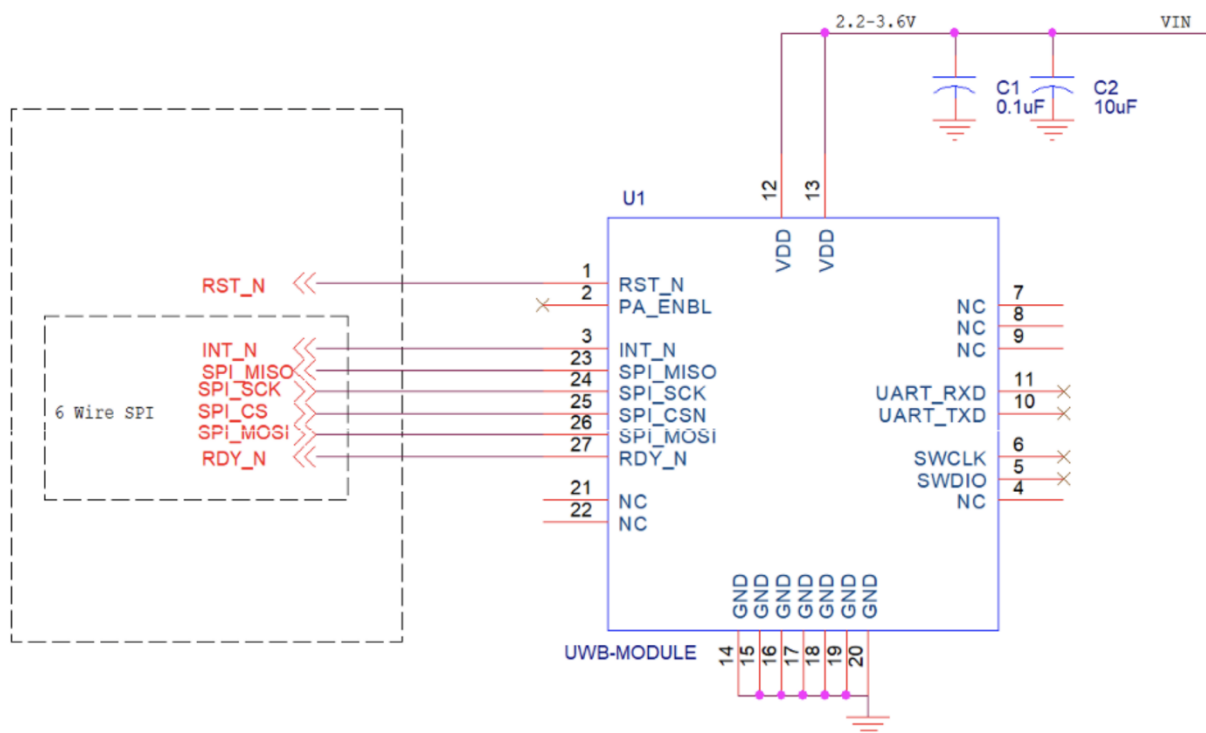 2.2-3.6V
VIN
C1
0.1uF
C2
10uF
12
13
U1
VDD
VDD
RST_N
1
RST_N
2
PA_ENBL
6 Wire SPI
INT_N
3
INT_N
SPI_MISO
23
SPI_MISO
SPI_SCK
24
SPI_SCK
SPI_CS
25
SPI_CSN
SPI_MOSI
26
SPI_MOSI
RDY_N
27
RDY_N
21
NC
22
NC
NC
7
NC
8
NC
9
UART_RXD
11
UART_TXD
10
SWCLK
6
SWDIO
5
NC
4
GND
GND
GND
GND
GND
GND
GND
UWB-MODULE
14
15
16
17
18
19
20